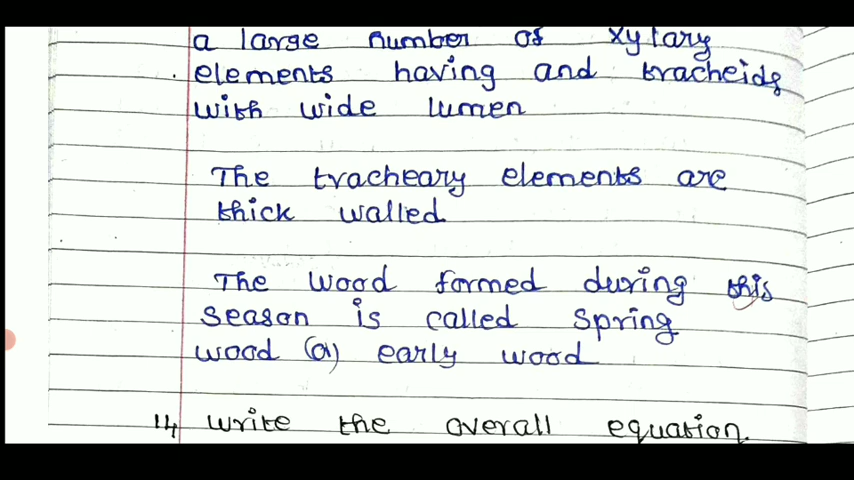 a large number of xylary
elements having and tracheids
with wide lumen
The tracheary elements are
thick walled
The wood formed during this
season is called spring
wood (or) early wood
14, write the overall equation.